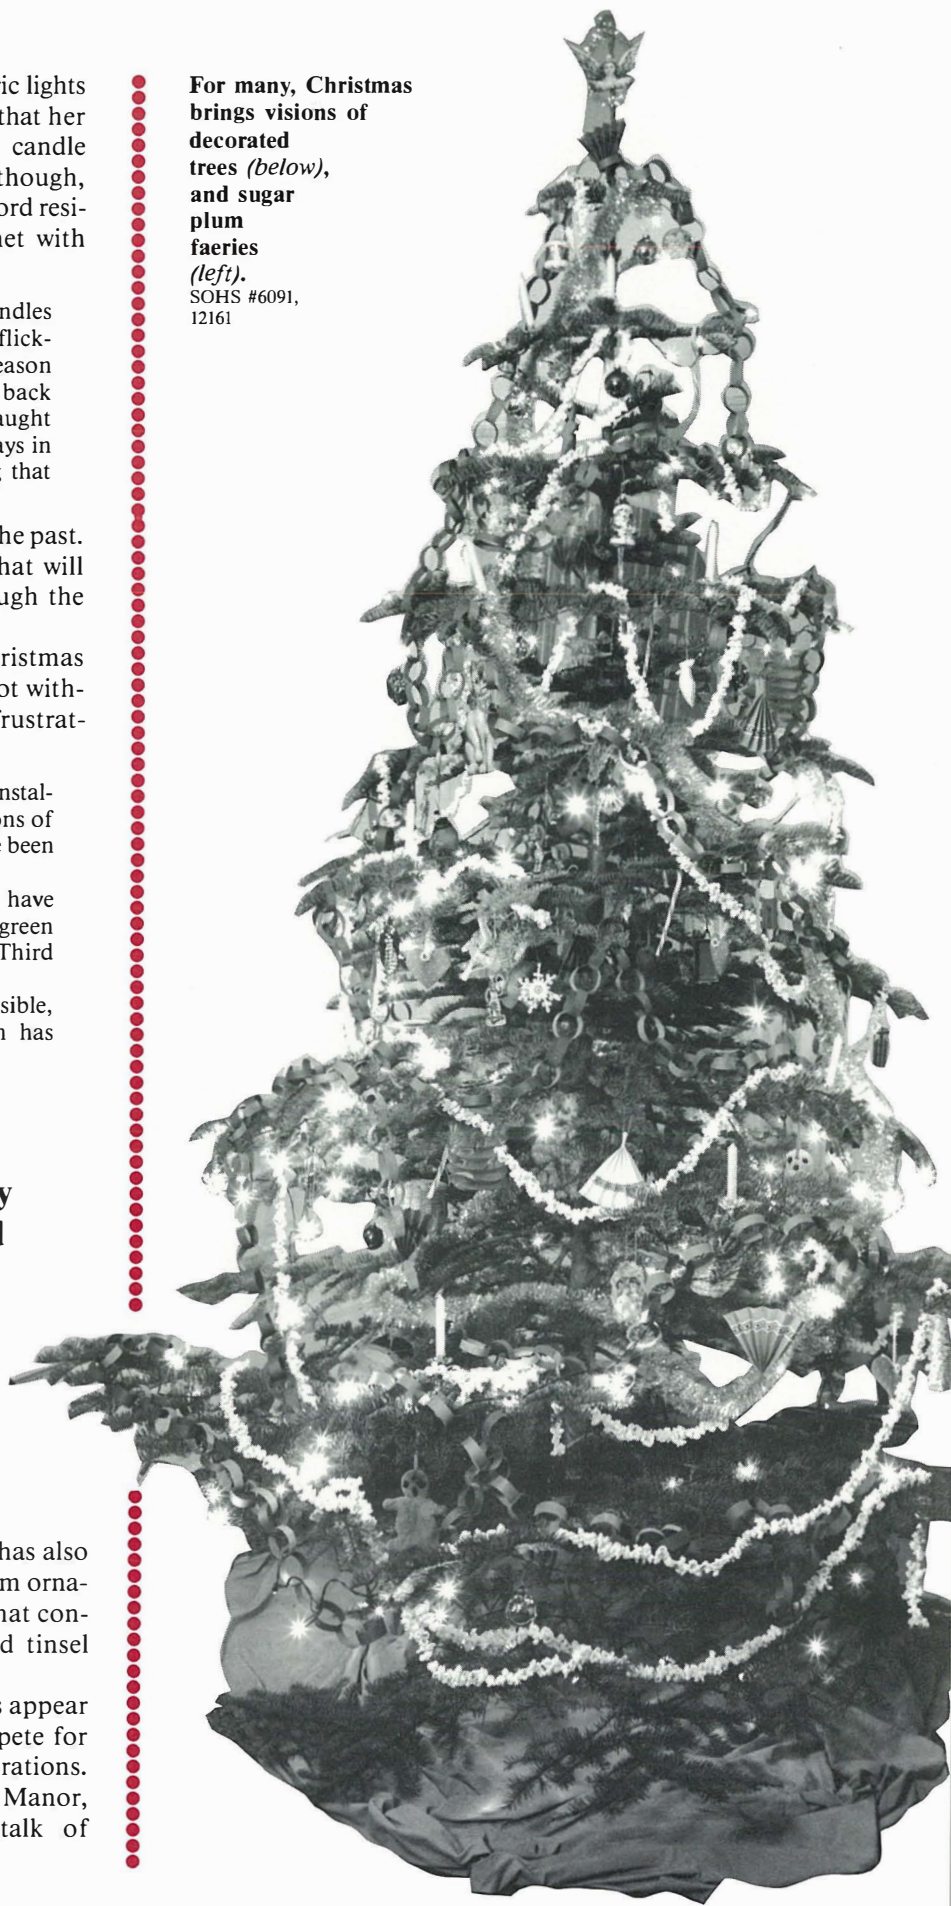 ic lights
that her
candle
though,
ord resi-
net with
ndles
flick-
eason
back
aught
ays in
that
he past.
hat will
ugh the
ristmas
ot with-
frustrat-
nstal-
ons of
been
have
green
Third
sible,
has
y
has also
m orna-
hat con-
d tinsel
s appear
pete for
rations.
Manor,
talk of
For many, Christmas
brings visions of
decorated
trees (below),
and sugar
plum
faeries
(left).
SOHS #6091,
12161